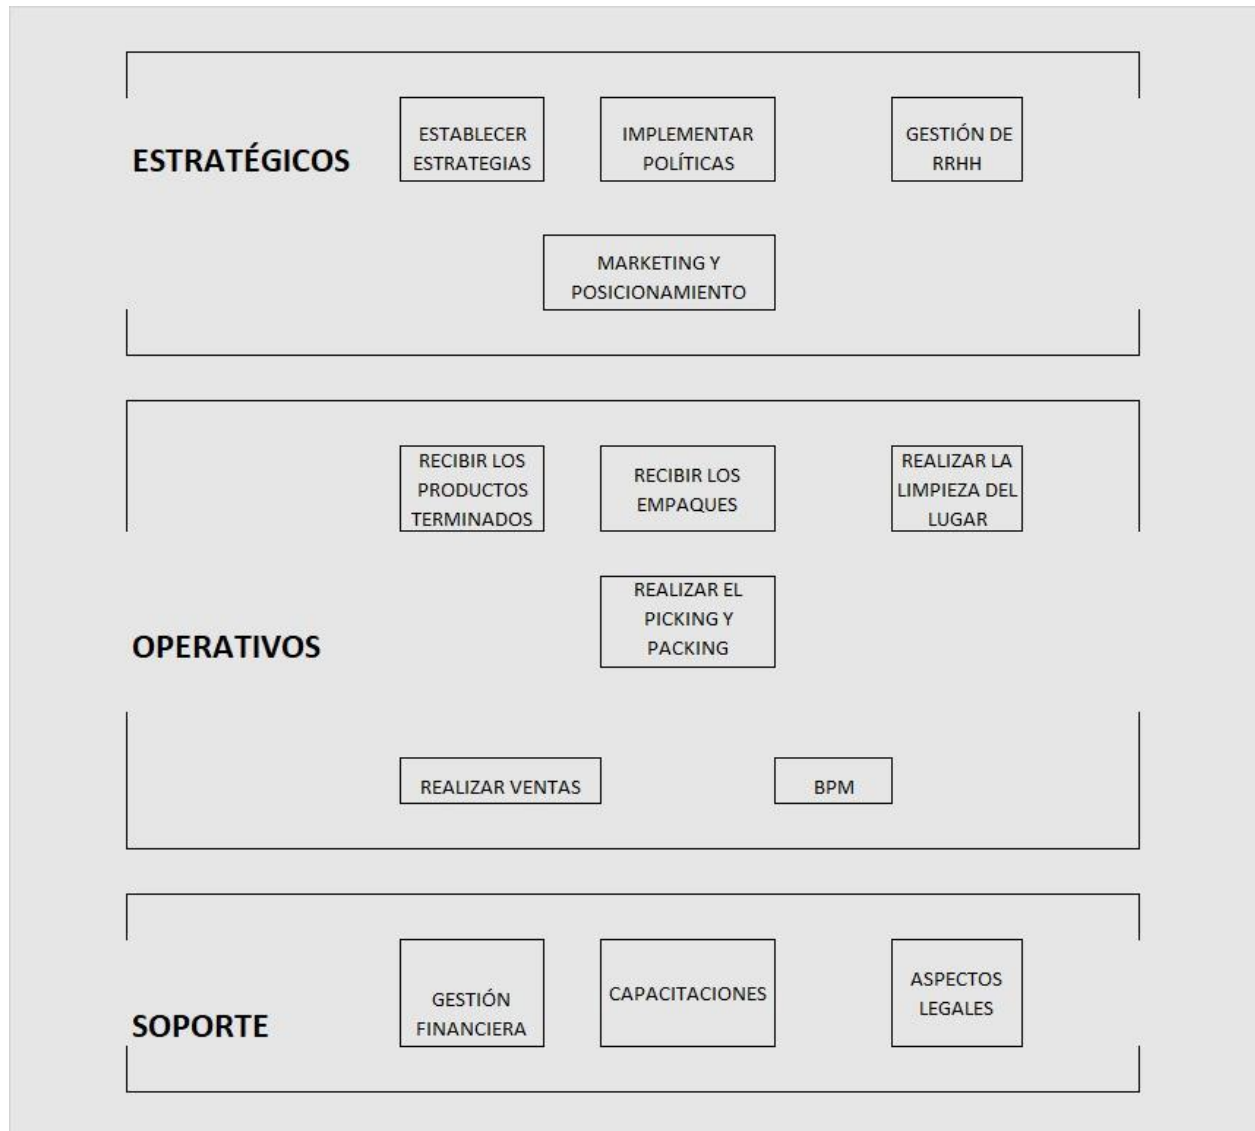 ESTABLECER
ESTRATEGIAS
IMPLEMENTAR
POLÍTICAS
GESTIÓN DE
RRHH
ESTRATÉGICOS
MARKETING Y
POSICIONAMIENTO
RECIBIR LOS
PRODUCTOS
TERMINADOS
RECIBIR LOS
EMPAQUES
REALIZAR LA
LIMPIEZA DEL
LUGAR
REALIZAR EL
PICKING Y
PACKING
OPERATIVOS
REALIZAR VENTAS
BPM
GESTIÓN
FINANCIERA
CAPACITACIONES
ASPECTOS
LEGALES
SOPORTE